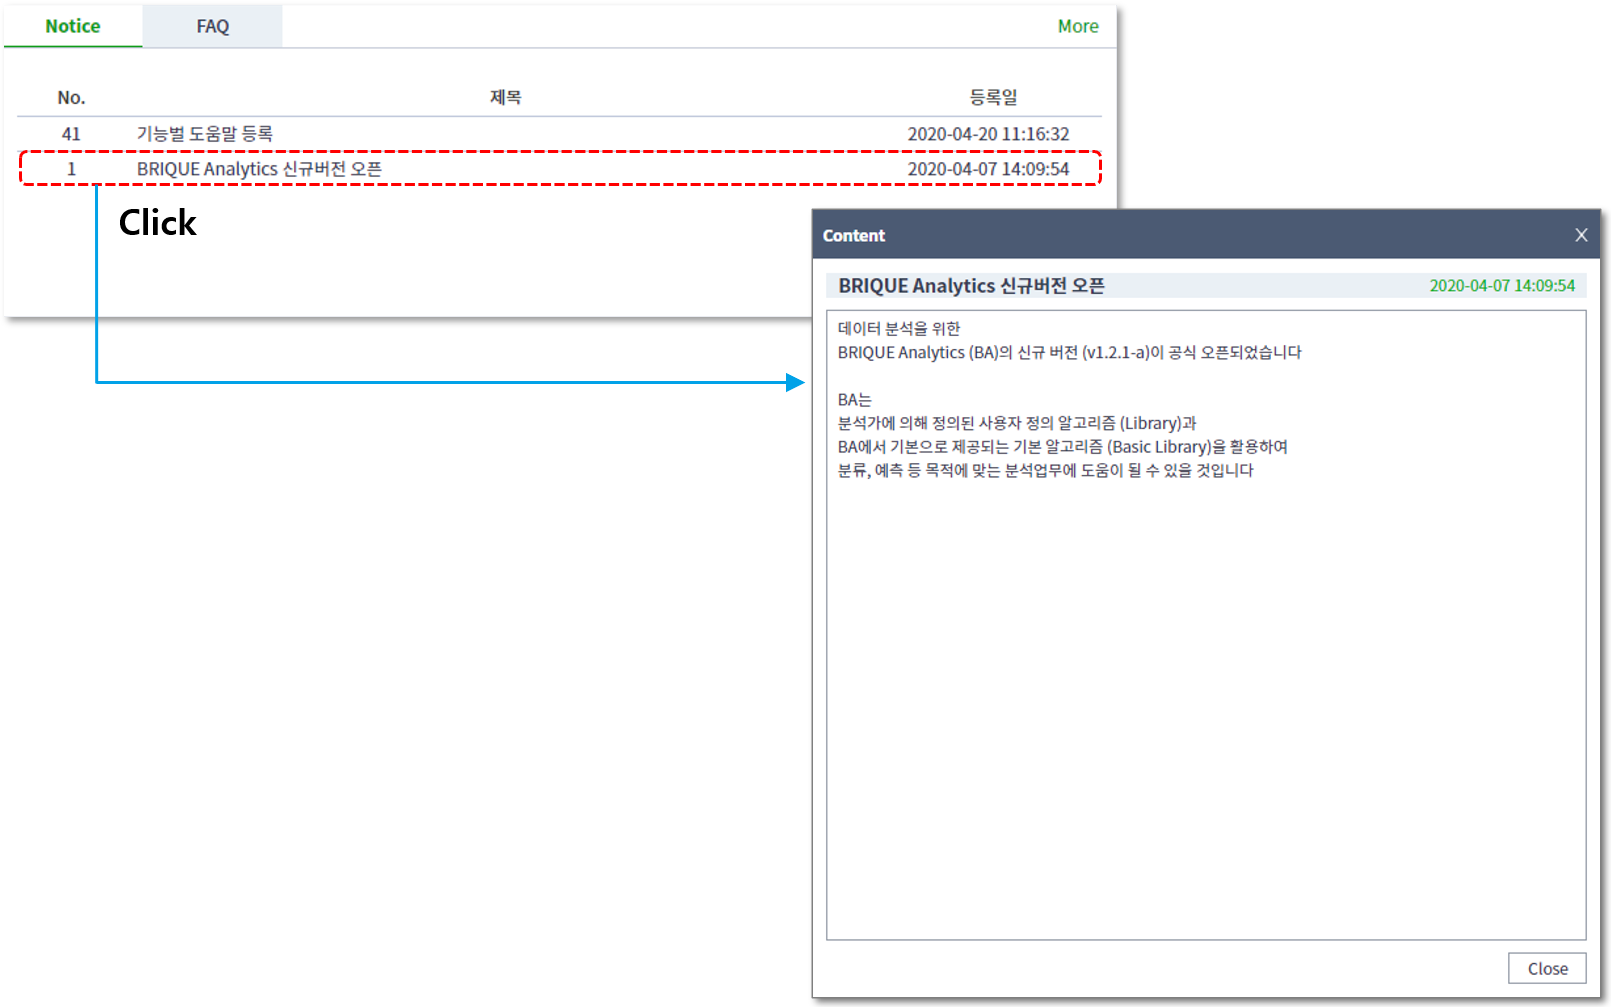 Notice FAQ More
No. 제목 등록일
41 기능벌 도움말 등록 2020-04-20 11:16:32
1 BRIQUE Analytics 신규버전 오픈 2020-04-07 14:09:54
Click
Content X
BRIQUE Analytics 신규버전 오픈 2020-04-07 14:09:54
데이터 분석을 위한
BRIQUE Analytics (BA)의 신규 버전 (v1.2.1-a)이 공식 오픈되었습니다
BA는
분석가에 의해 정의된 사용자 정의 알고리즘 (Library)과
BA에서 기본으로 제공되는 기본 알고리즘 (Basic Library)을 활용하여
분류, 예측 등 목적에 맞는 분석업무에 도움이 될 수 있을 것입니다
Close